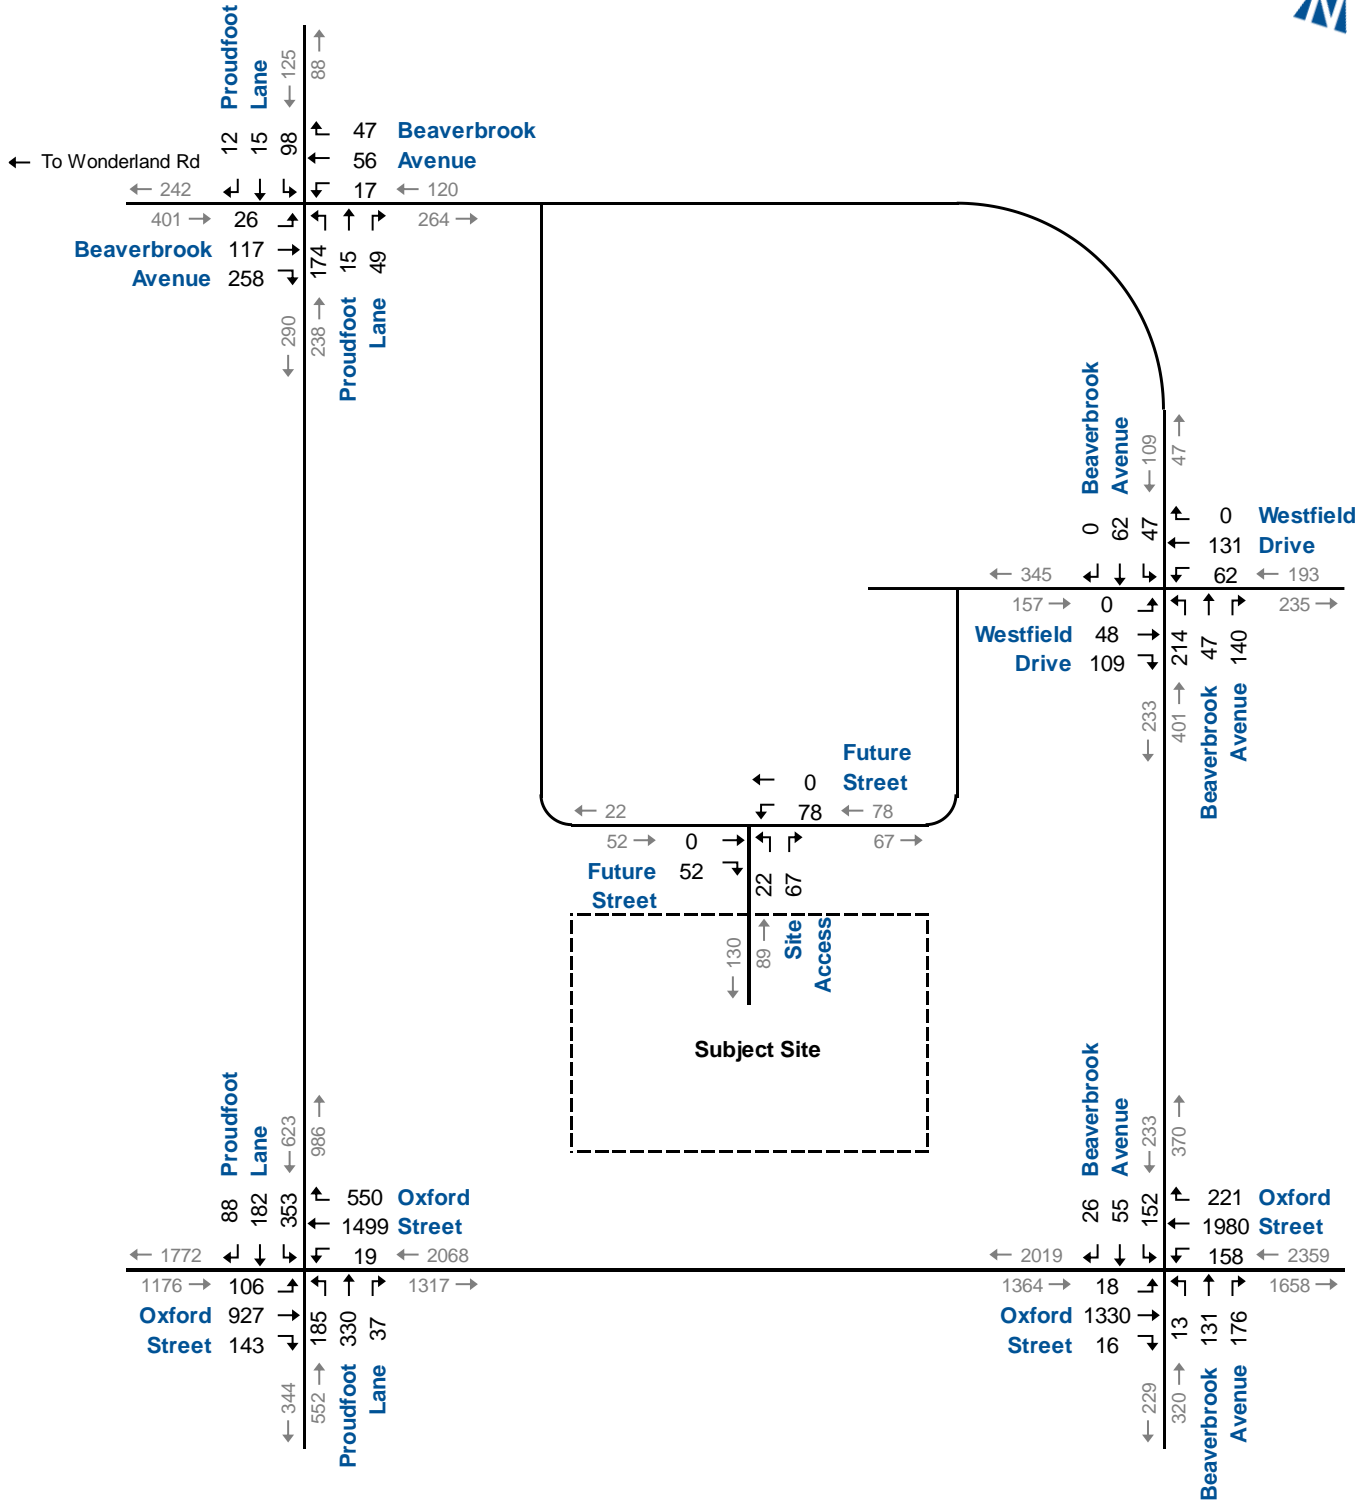 N
Proudfoot
Lane
← 125
88 →
12
15
98
47 Beaverbrook
56 Avenue
17 ← 120
← To Wonderland Rd
← 242
401 → 26
264 →
Beaverbrook 117
Avenue 258
174
15
49
← 290
238 →
Proudfoot
Lane
Beaverbrook
Avenue
← 109
47 →
0
62
47
0 Westfield
131 Drive
62 ← 193
← 345
157 → 0
235 →
Westfield 48
Drive 109
214
47
140
← 233
401 →
Beaverbrook
Avenue
Future
0 Street
78 ← 78
← 22
52 → 0
67 →
Future 52
Street
22
67
← 130
89 →
Site
Access
Subject Site
Proudfoot
Lane
← 623
986 →
88
182
353
550 Oxford
1499 Street
19 ← 2068
← 1772
1176 → 106
1317 →
Oxford 927
Street 143
185
330
37
← 344
552 →
Proudfoot
Lane
Beaverbrook
Avenue
← 233
370 →
26
55
152
221 Oxford
1980 Street
158 ← 2359
← 2019
1364 → 18
1658 →
Oxford 1330
Street 16
13
131
176
← 229
320 →
Beaverbrook
Avenue